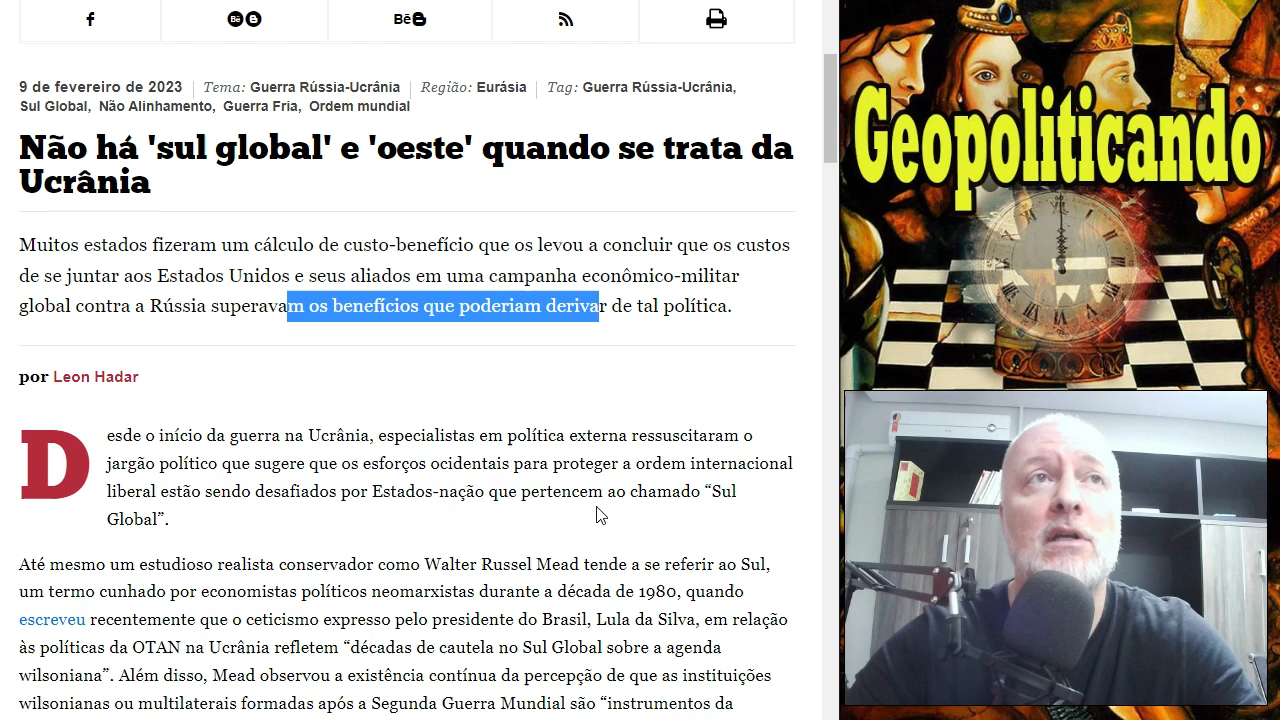 Bē
Bē
9 de fevereiro de 2023 Tema: Guerra Rússia-Ucrânia Região: Eurásia Tag: Guerra Rússia-Ucrânia,
Sul Global, Não Alinhamento, Guerra Fria, Ordem mundial
Não há 'sul global' e 'oeste' quando se trata da
Ucrânia
Muitos estados fizeram um cálculo de custo-benefício que os levou a concluir que os custos
de se juntar aos Estados Unidos e seus aliados em uma campanha econômico-militar
global contra a Rússia superavam os benefícios que poderiam derivar de tal política.
por Leon Hadar
Desde o início da guerra na Ucrânia, especialistas em política externa ressuscitaram o
jargão político que sugere que os esforços ocidentais para proteger a ordem internacional
liberal estão sendo desafiados por Estados-nação que pertencem ao chamado “Sul
Global”.
Até mesmo um estudioso realista conservador como Walter Russel Mead tende a se referir ao Sul,
um termo cunhado por economistas políticos neomarxistas durante a década de 1980, quando
escreveu recentemente que o ceticismo expresso pelo presidente do Brasil, Lula da Silva, em relação
às políticas da OTAN na Ucrânia refletem “décadas de cautela no Sul Global sobre a agenda
wilsoniana”. Além disso, Mead observou a existência contínua da percepção de que as instituições
wilsonianas ou multilaterais formadas após a Segunda Guerra Mundial são “instrumentos da
Geopoliticando